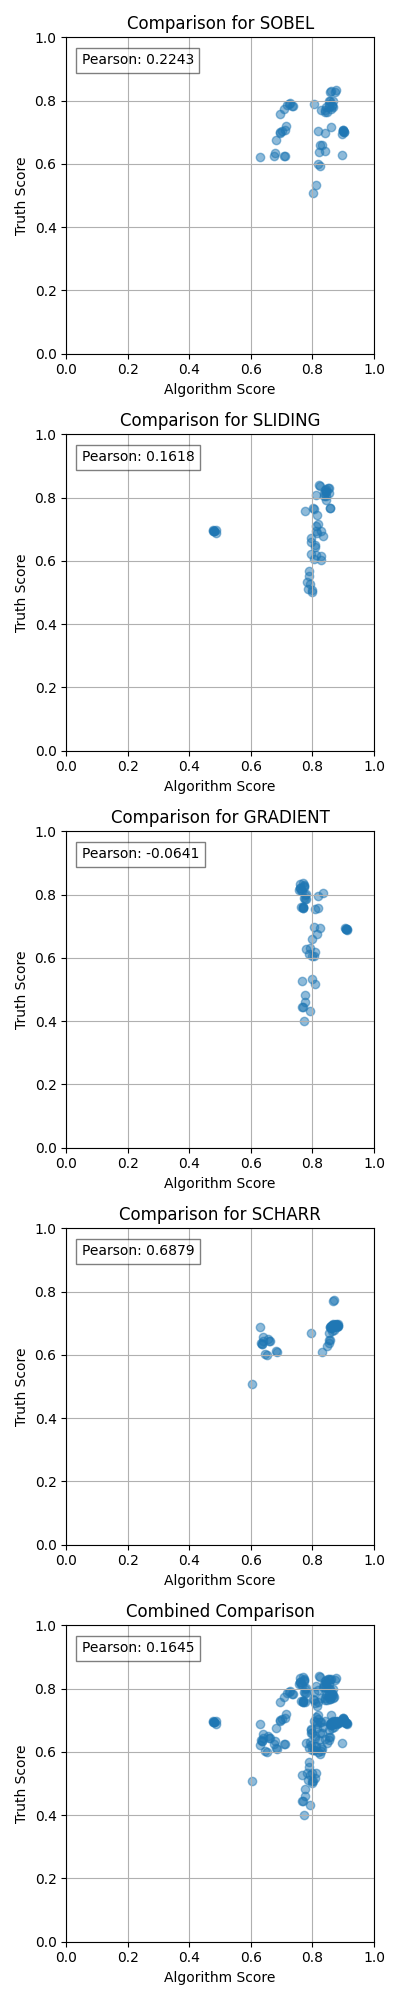 Comparison for SOBEL
Pearson: 0.2243
1.0
0.8
0.6
0.4
0.2
0.0
Truth Score
0.0 0.2 0.4 0.6 0.8 1.0
Algorithm Score
Comparison for SLIDING
Pearson: 0.1618
1.0
0.8
0.6
0.4
0.2
0.0
Truth Score
0.0 0.2 0.4 0.6 0.8 1.0
Algorithm Score
Comparison for GRADIENT
Pearson: -0.0641
1.0
0.8
0.6
0.4
0.2
0.0
Truth Score
0.0 0.2 0.4 0.6 0.8 1.0
Algorithm Score
Comparison for SCHARR
Pearson: 0.6879
1.0
0.8
0.6
0.4
0.2
0.0
Truth Score
0.0 0.2 0.4 0.6 0.8 1.0
Algorithm Score
Combined Comparison
Pearson: 0.1645
1.0
0.8
0.6
0.4
0.2
0.0
Truth Score
0.0 0.2 0.4 0.6 0.8 1.0
Algorithm Score